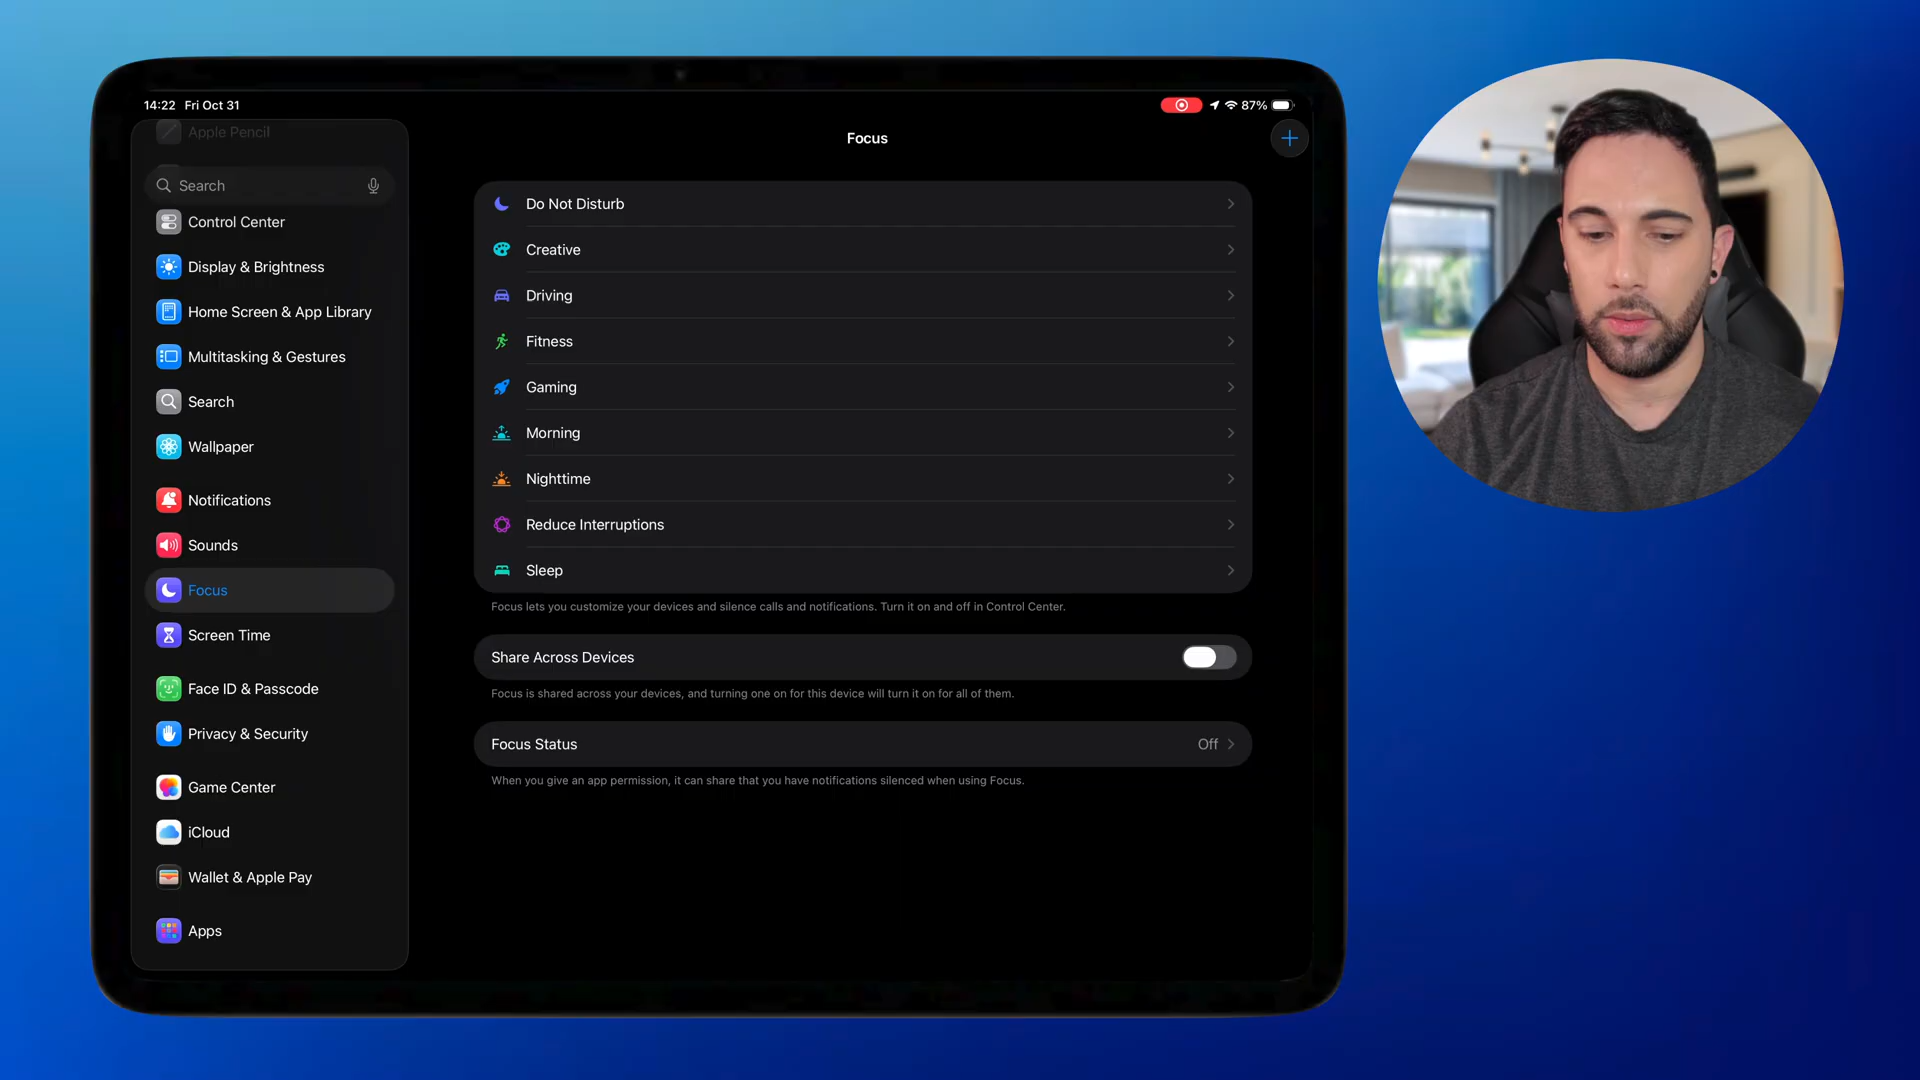 14:22 Fri Oct 31
87%
Apple Pencil
Search
Control Center
Display & Brightness
Home Screen & App Library
Multitasking & Gestures
Search
Wallpaper
Notifications
Sounds
Focus
Screen Time
Face ID & Passcode
Privacy & Security
Game Center
iCloud
Wallet & Apple Pay
Apps
Focus
Do Not Disturb
Creative
Driving
Fitness
Gaming
Morning
Nighttime
Reduce Interruptions
Sleep
Focus lets you customize your devices and silence calls and notifications. Turn it on and off in Control Center.
Share Across Devices
Focus is shared across your devices, and turning one on for this device will turn it on for all of them.
Focus Status Off
When you give an app permission, it can share that you have notifications silenced when using Focus.